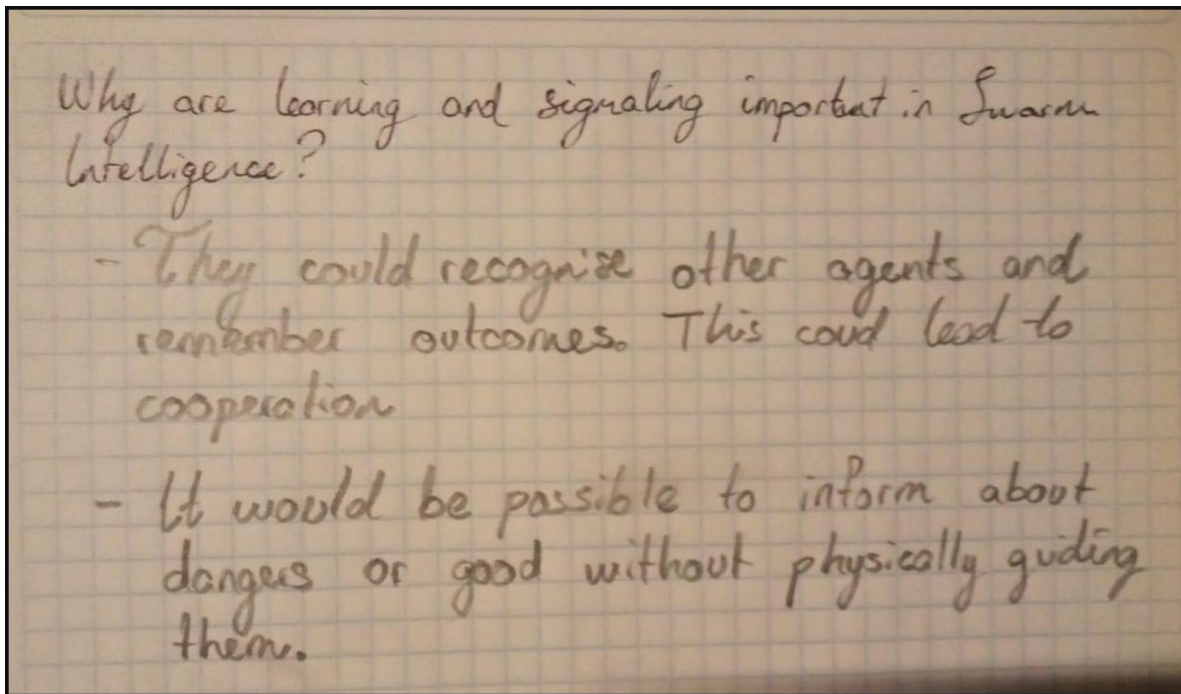 Why are learning and signaling important in Swarm
Intelligence?
- They could recognise other agents and
remember outcomes. This coud lead to
cooperation
- It would be possible to inform about
dangers or good without physically guiding
them.